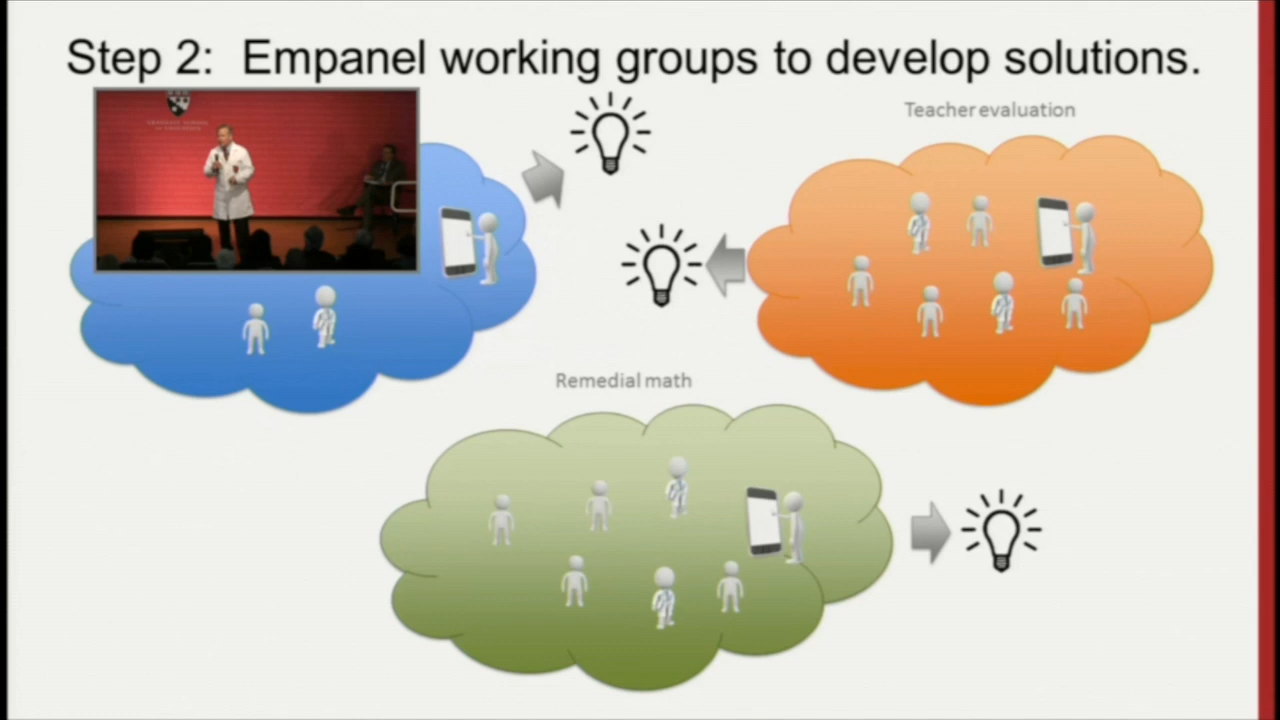 Step 2: Empanel working groups to develop solutions.
Teacher evaluation
Remedial math